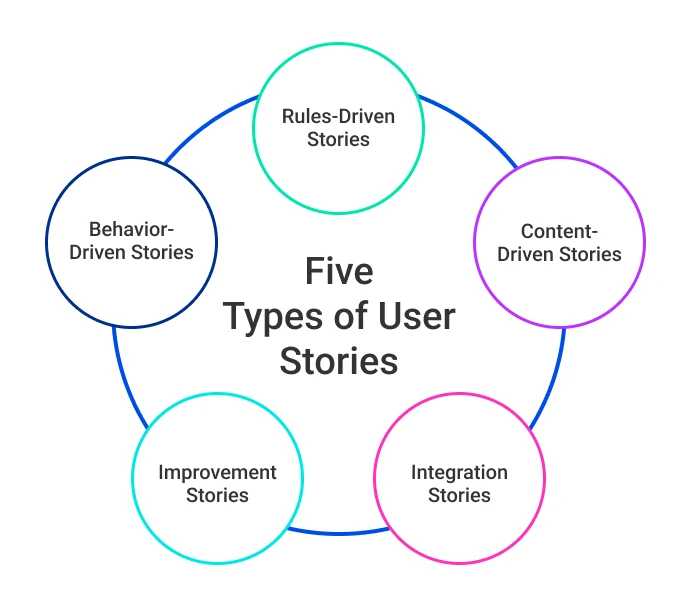 Rules-Driven
Stories
Behavior-
Driven Stories
Content-
Driven Stories
Five
Types of User
Stories
Improvement
Stories
Integration
Stories